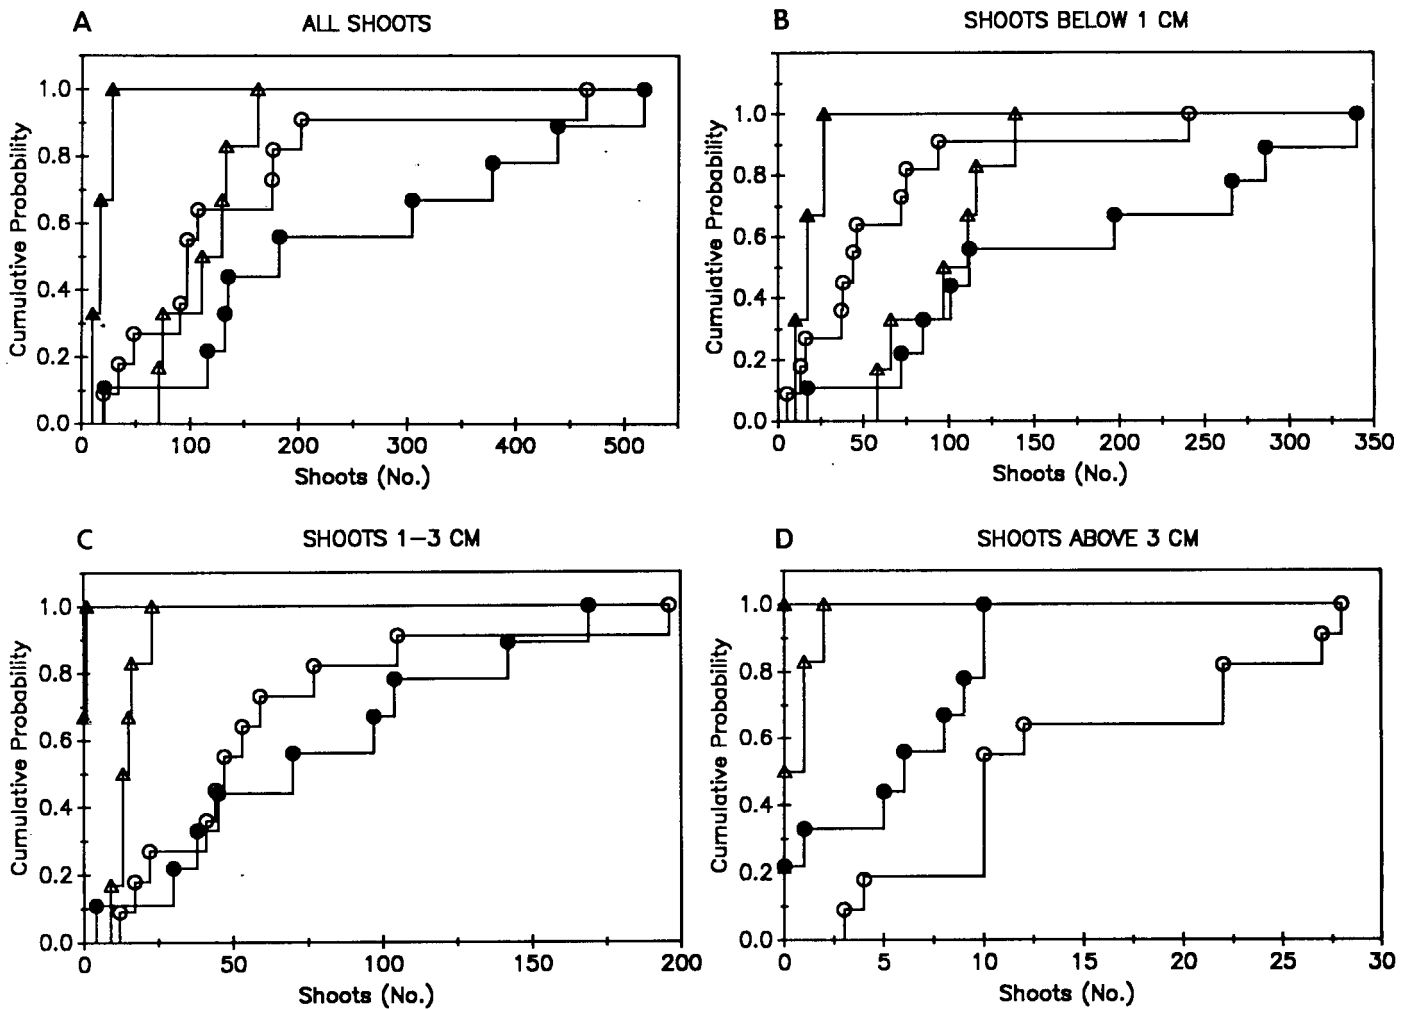 A
ALL SHOOTS
Cumulative Probability
1.0
0.8
0.6
0.4
0.2
0.0
0 100 200 300 400 500
Shoots (No.)
B
SHOOTS BELOW 1 CM
Cumulative Probability
1.0
0.8
0.6
0.4
0.2
0.0
0 50 100 150 200 250 300 350
Shoots (No.)
C
SHOOTS 1-3 CM
Cumulative Probability
1.0
0.8
0.6
0.4
0.2
0.0
0 50 100 150 200
Shoots (No.)
D
SHOOTS ABOVE 3 CM
Cumulative Probability
1.0
0.8
0.6
0.4
0.2
0.0
0 5 10 15 20 25 30
Shoots (No.)